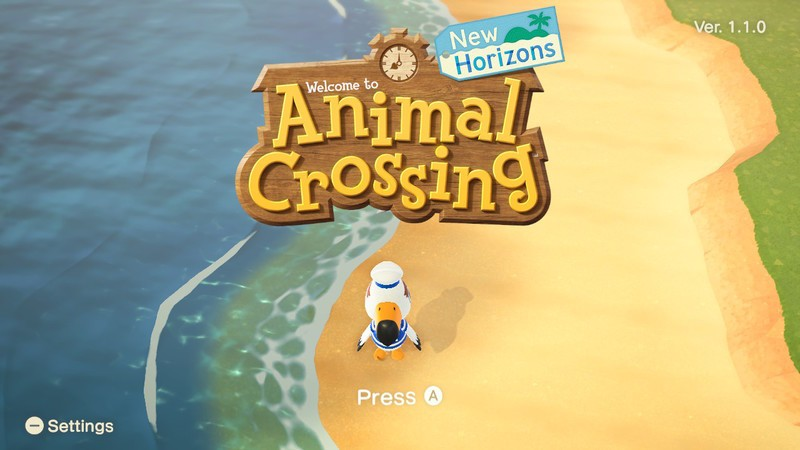 New
Horizons
Ver. 1.1.0
Welcome to
Animal
Crossing
Press A
Settings